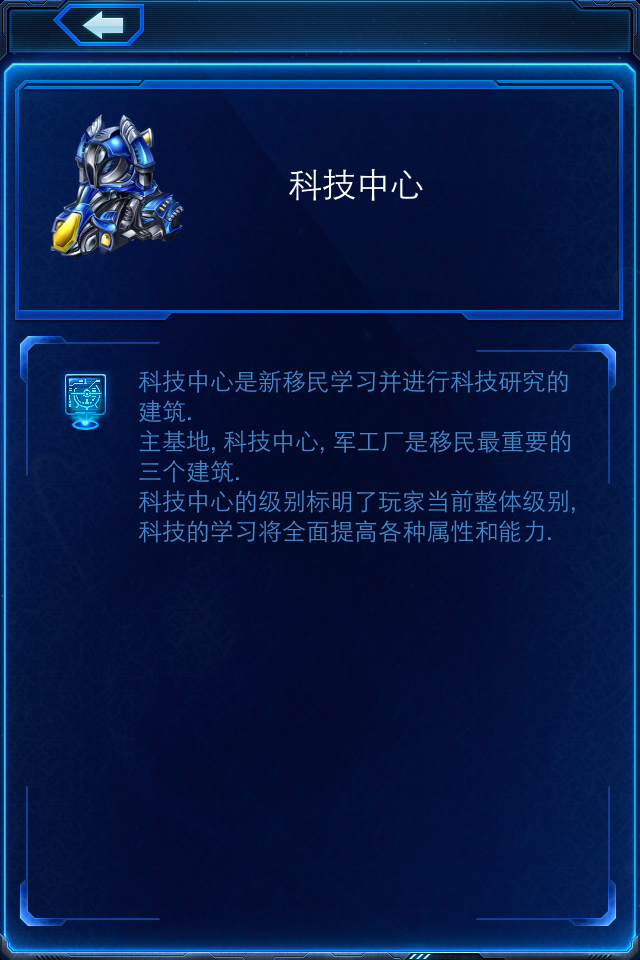 科技中心
科技中心是新移民学习并进行科技研究的
建筑.
主基地,科技中心,军工厂是移民最重要的
三个建筑.
科技中心的级别标明了玩家当前整体级别,
科技的学习将全面提高各种属性和能力.